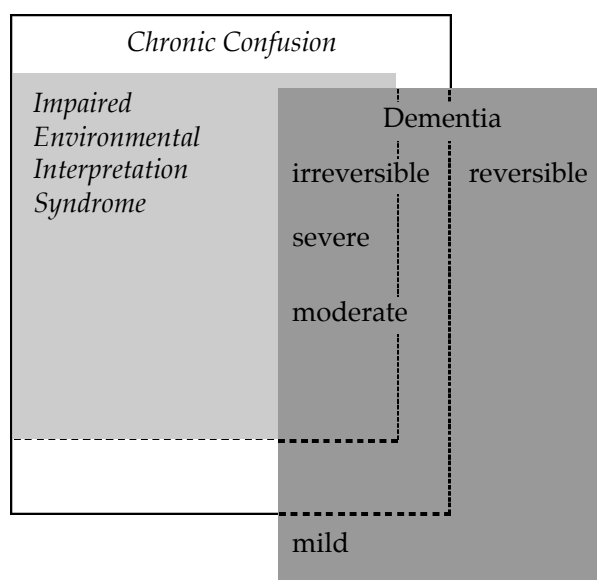 Chronic Confusion
Impaired
Environmental
Interpretation
Syndrome
Dementia
irreversible
reversible
severe
moderate
mild